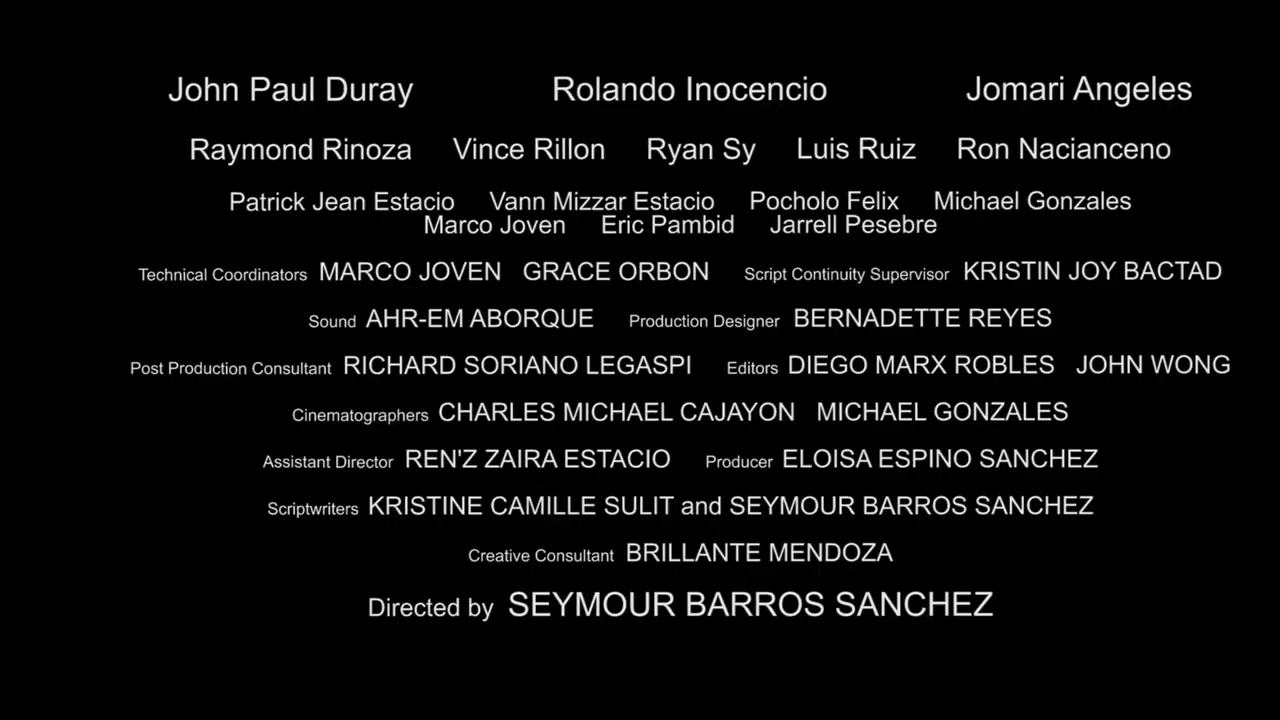 John Paul Duray Rolando Inocencio Jomari Angeles
Raymond Rinoza Vince Rillon Ryan Sy Luis Ruiz Ron Nacianceno
Patrick Jean Estacio Vann Mizzar Estacio Pocholo Felix Michael Gonzales
Marco Joven Eric Pambid Jarrell Pesebre
Technical Coordinators MARCO JOVEN GRACE ORBON Script Continuity Supervisor KRISTIN JOY BACTAD
Sound AHR-EM ABORQUE Production Designer BERNADETTE REYES
Post Production Consultant RICHARD SORIANO LEGASPI Editors DIEGO MARX ROBLES JOHN WONG
Cinematographers CHARLES MICHAEL CAJAYON MICHAEL GONZALES
Assistant Director REN'Z ZAIRA ESTACIO Producer ELOISA ESPINO SANCHEZ
Scriptwriters KRISTINE CAMILLE SULIT and SEYMOUR BARROS SANCHEZ
Creative Consultant BRILLANTE MENDOZA
Directed by SEYMOUR BARROS SANCHEZ